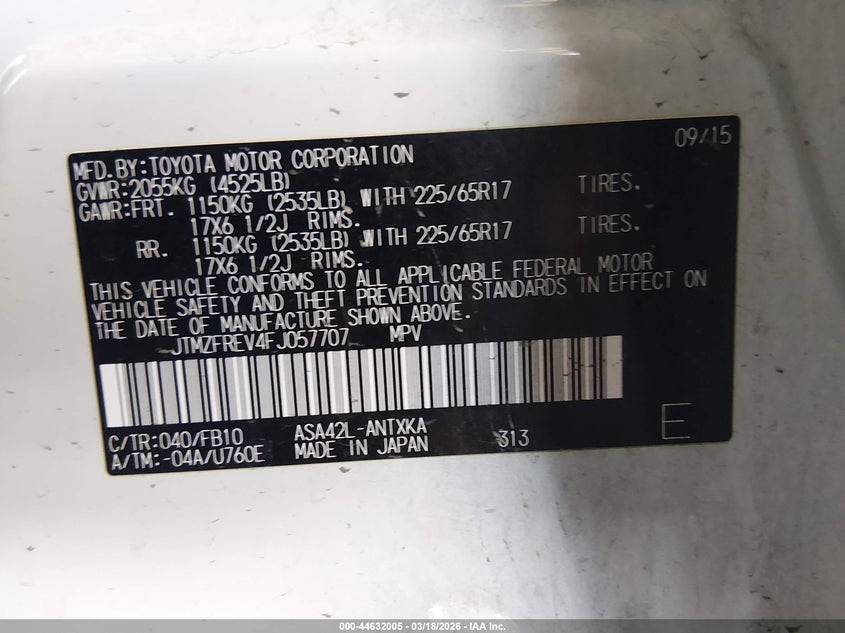 09/15
MFD.BY:TOYOTA MOTOR CORPORATION
GVWR:2055KG (4525LB)
GAWR:FRT. 1150KG (2535LB) WITH 225/65R17 TIRES.
17X6 1/2J RIMS.
RR. 1150KG (2535LB) WITH 225/65R17 TIRES.
17X6 1/2J RIMS.
THIS VEHICLE CONFORMS TO ALL APPLICABLE FEDERAL MOTOR
VEHICLE SAFETY AND THEFT PREVENTION STANDARDS IN EFFECT ON
THE DATE OF MANUFACTURE SHOWN ABOVE.
JTMZFREV4FJ057707 MPV
C/TR:040/FB10 ASA42L-ANTXKA 313 E
A/TM:-04A/U760E MADE IN JAPAN
000-44632005 - 03/18/2026 - IAA Inc.